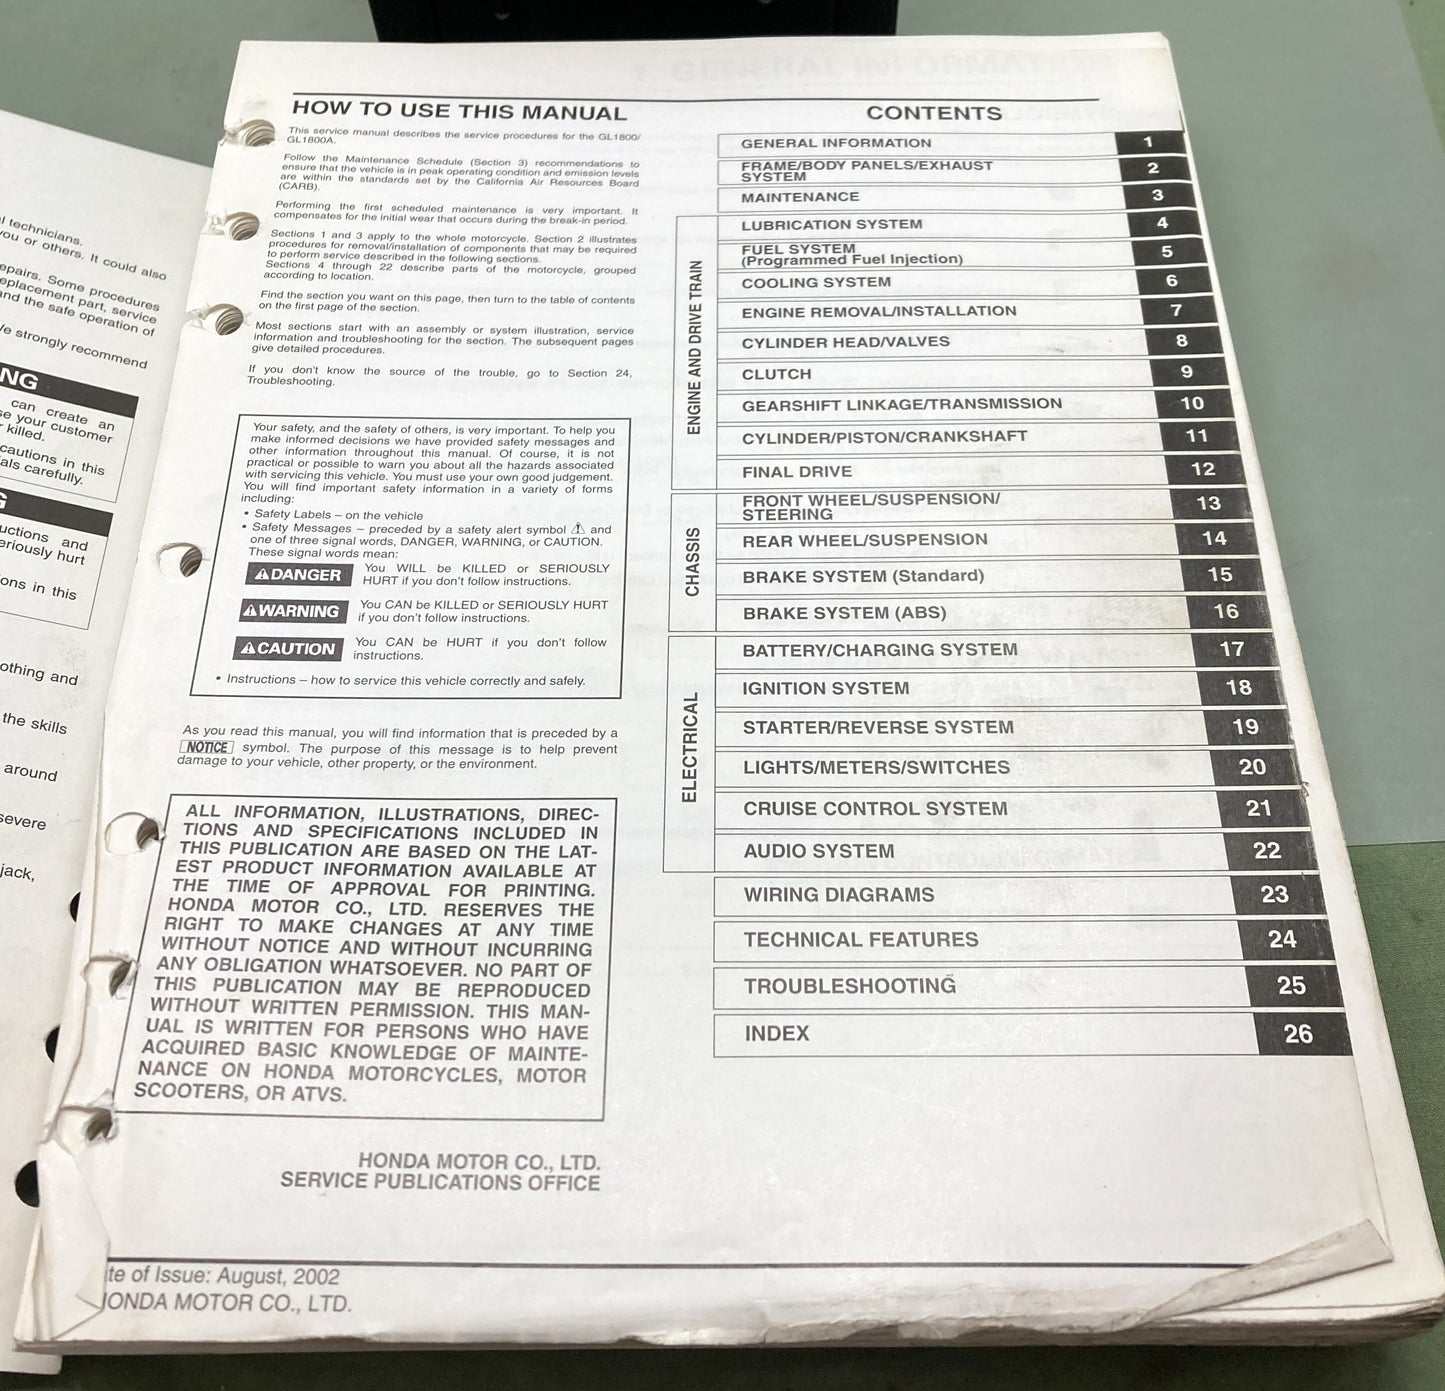 l technicians.
you or others. It could also
epairs. Some procedures
eplacement part, service
and the safe operation of
We strongly recommend
NG
can create an
se your customer
r killed.
cautions in this
als carefully.
G
uctions and
eriously hurt
ons in this
othing and
the skills
around
severe
jack,
HOW TO USE THIS MANUAL
This service manual describes the service procedures for the GL1800/
GL1800A.
Follow the Maintenance Schedule (Section 3) recommendations to
ensure that the vehicle is in peak operating condition and emission levels
are within the standards set by the California Air Resources Board
(CARB).
Performing the first scheduled maintenance is very important. It
compensates for the initial wear that occurs during the break-in period.
Sections 1 and 3 apply to the whole motorcycle. Section 2 illustrates
procedures for removal/installation of components that may be required
to perform service described in the following sections.
Sections 4 through 22 describe parts of the motorcycle, grouped
according to location.
Find the section you want on this page, then turn to the table of contents
on the first page of the section.
Most sections start with an assembly or system illustration, service
information and troubleshooting for the section. The subsequent pages
give detailed procedures.
If you don't know the source of the trouble, go to Section 24,
Troubleshooting.
Your safety, and the safety of others, is very important. To help you
make informed decisions we have provided safety messages and
other information throughout this manual. Of course, it is not
practical or possible to warn you about all the hazards associated
with servicing this vehicle. You must use your own good judgement.
You will find important safety information in a variety of forms
including:
• Safety Labels – on the vehicle
• Safety Messages – preceded by a safety alert symbol ⚠ and
one of three signal words, DANGER, WARNING, or CAUTION.
These signal words mean:
⚠DANGER You WILL be KILLED or SERIOUSLY
HURT if you don't follow instructions.
⚠WARNING You CAN be KILLED or SERIOUSLY HURT
if you don't follow instructions.
⚠CAUTION You CAN be HURT if you don't follow
instructions.
• Instructions – how to service this vehicle correctly and safely.
As you read this manual, you will find information that is preceded by a
NOTICE symbol. The purpose of this message is to help prevent
damage to your vehicle, other property, or the environment.
ALL INFORMATION, ILLUSTRATIONS, DIREC-
TIONS AND SPECIFICATIONS INCLUDED IN
THIS PUBLICATION ARE BASED ON THE LAT-
EST PRODUCT INFORMATION AVAILABLE AT
THE TIME OF APPROVAL FOR PRINTING.
HONDA MOTOR CO., LTD. RESERVES THE
RIGHT TO MAKE CHANGES AT ANY TIME
WITHOUT NOTICE AND WITHOUT INCURRING
ANY OBLIGATION WHATSOEVER. NO PART OF
THIS PUBLICATION MAY BE REPRODUCED
WITHOUT WRITTEN PERMISSION. THIS MAN-
UAL IS WRITTEN FOR PERSONS WHO HAVE
ACQUIRED BASIC KNOWLEDGE OF MAINTE-
NANCE ON HONDA MOTORCYCLES, MOTOR
SCOOTERS, OR ATVS.
HONDA MOTOR CO., LTD.
SERVICE PUBLICATIONS OFFICE
CONTENTS
GENERAL INFORMATION 1
FRAME/BODY PANELS/EXHAUST
SYSTEM 2
MAINTENANCE 3
ENGINE AND DRIVE TRAIN
LUBRICATION SYSTEM 4
FUEL SYSTEM
(Programmed Fuel Injection) 5
COOLING SYSTEM 6
ENGINE REMOVAL/INSTALLATION 7
CYLINDER HEAD/VALVES 8
CLUTCH 9
GEARSHIFT LINKAGE/TRANSMISSION 10
CYLINDER/PISTON/CRANKSHAFT 11
FINAL DRIVE 12
CHASSIS
FRONT WHEEL/SUSPENSION/
STEERING 13
REAR WHEEL/SUSPENSION 14
BRAKE SYSTEM (Standard) 15
BRAKE SYSTEM (ABS) 16
ELECTRICAL
BATTERY/CHARGING SYSTEM 17
IGNITION SYSTEM 18
STARTER/REVERSE SYSTEM 19
LIGHTS/METERS/SWITCHES 20
CRUISE CONTROL SYSTEM 21
AUDIO SYSTEM 22
WIRING DIAGRAMS 23
TECHNICAL FEATURES 24
TROUBLESHOOTING 25
INDEX 26
te of Issue: August, 2002
HONDA MOTOR CO., LTD.